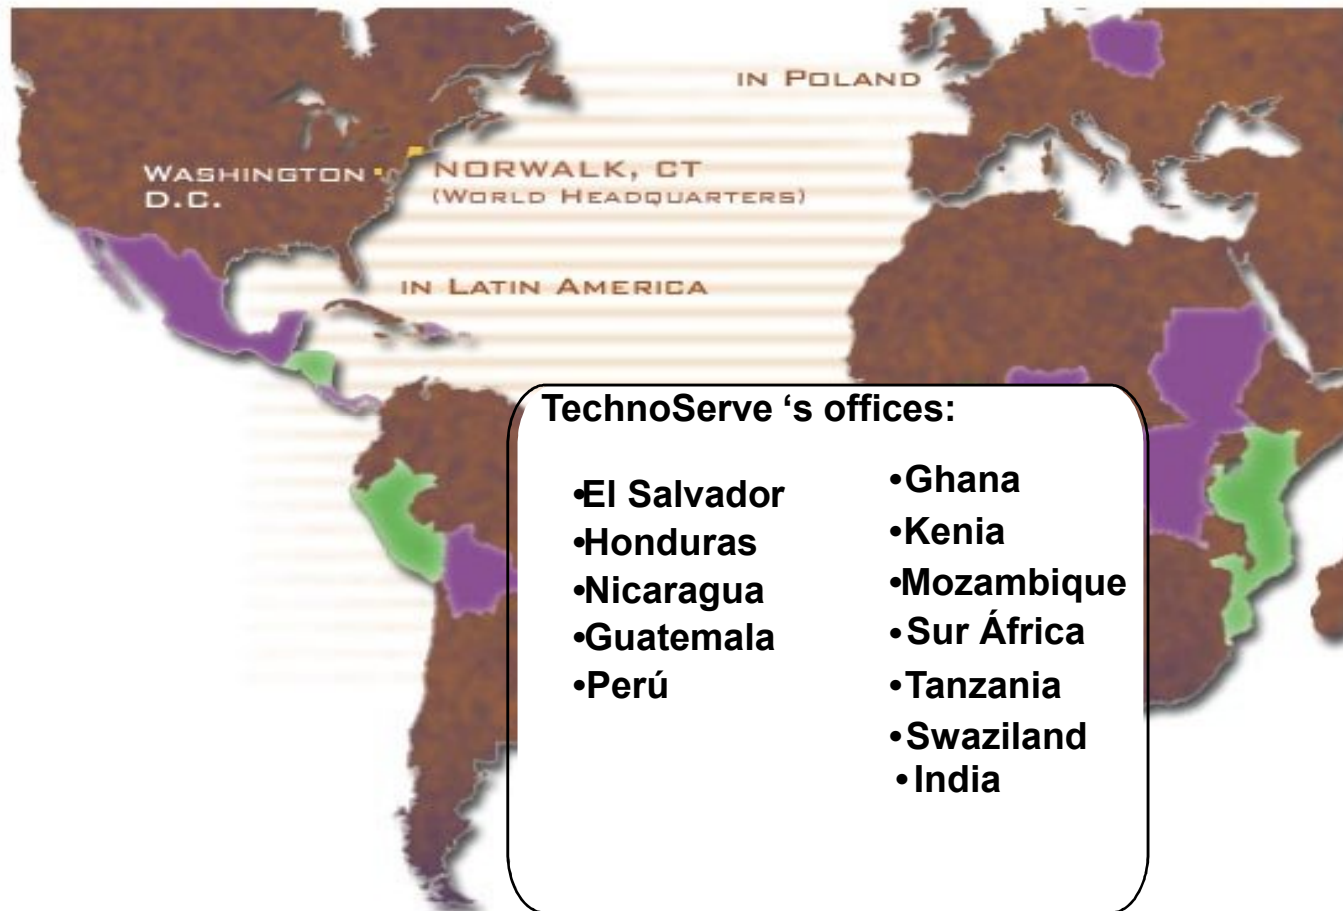 IN POLAND
WASHINGTON
D.C.
NORWALK, CT
(WORLD HEADQUARTERS)
IN LATIN AMERICA
TechnoServe ‘s offices:
•El Salvador
•Honduras
•Nicaragua
•Guatemala
•Perú
•Ghana
•Kenia
•Mozambique
•Sur África
•Tanzania
•Swaziland
•India